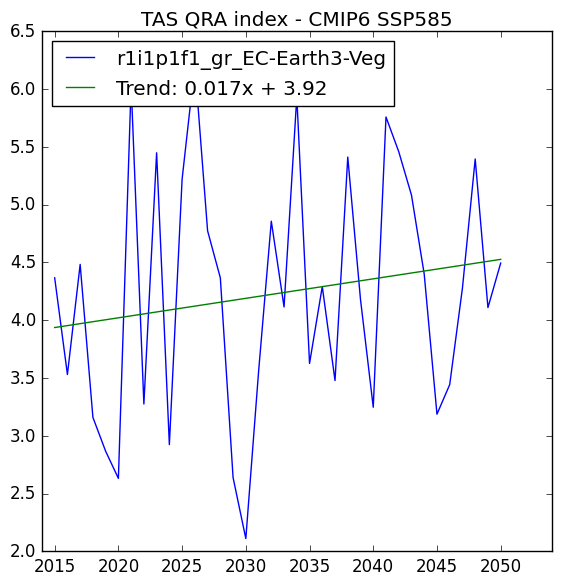 TAS QRA index - CMIP6 SSP585
r1i1p1f1_gr_EC-Earth3-Veg
Trend: 0.017x + 3.92
6.5
6.0
5.5
5.0
4.5
4.0
3.5
3.0
2.5
2.0
2015 2020 2025 2030 2035 2040 2045 2050